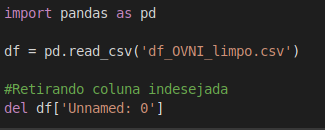 import pandas as pd
df = pd.read_csv('df_OVNI_limpo.csv')
#Retirando coluna indesejada
del df['Unnamed: 0']